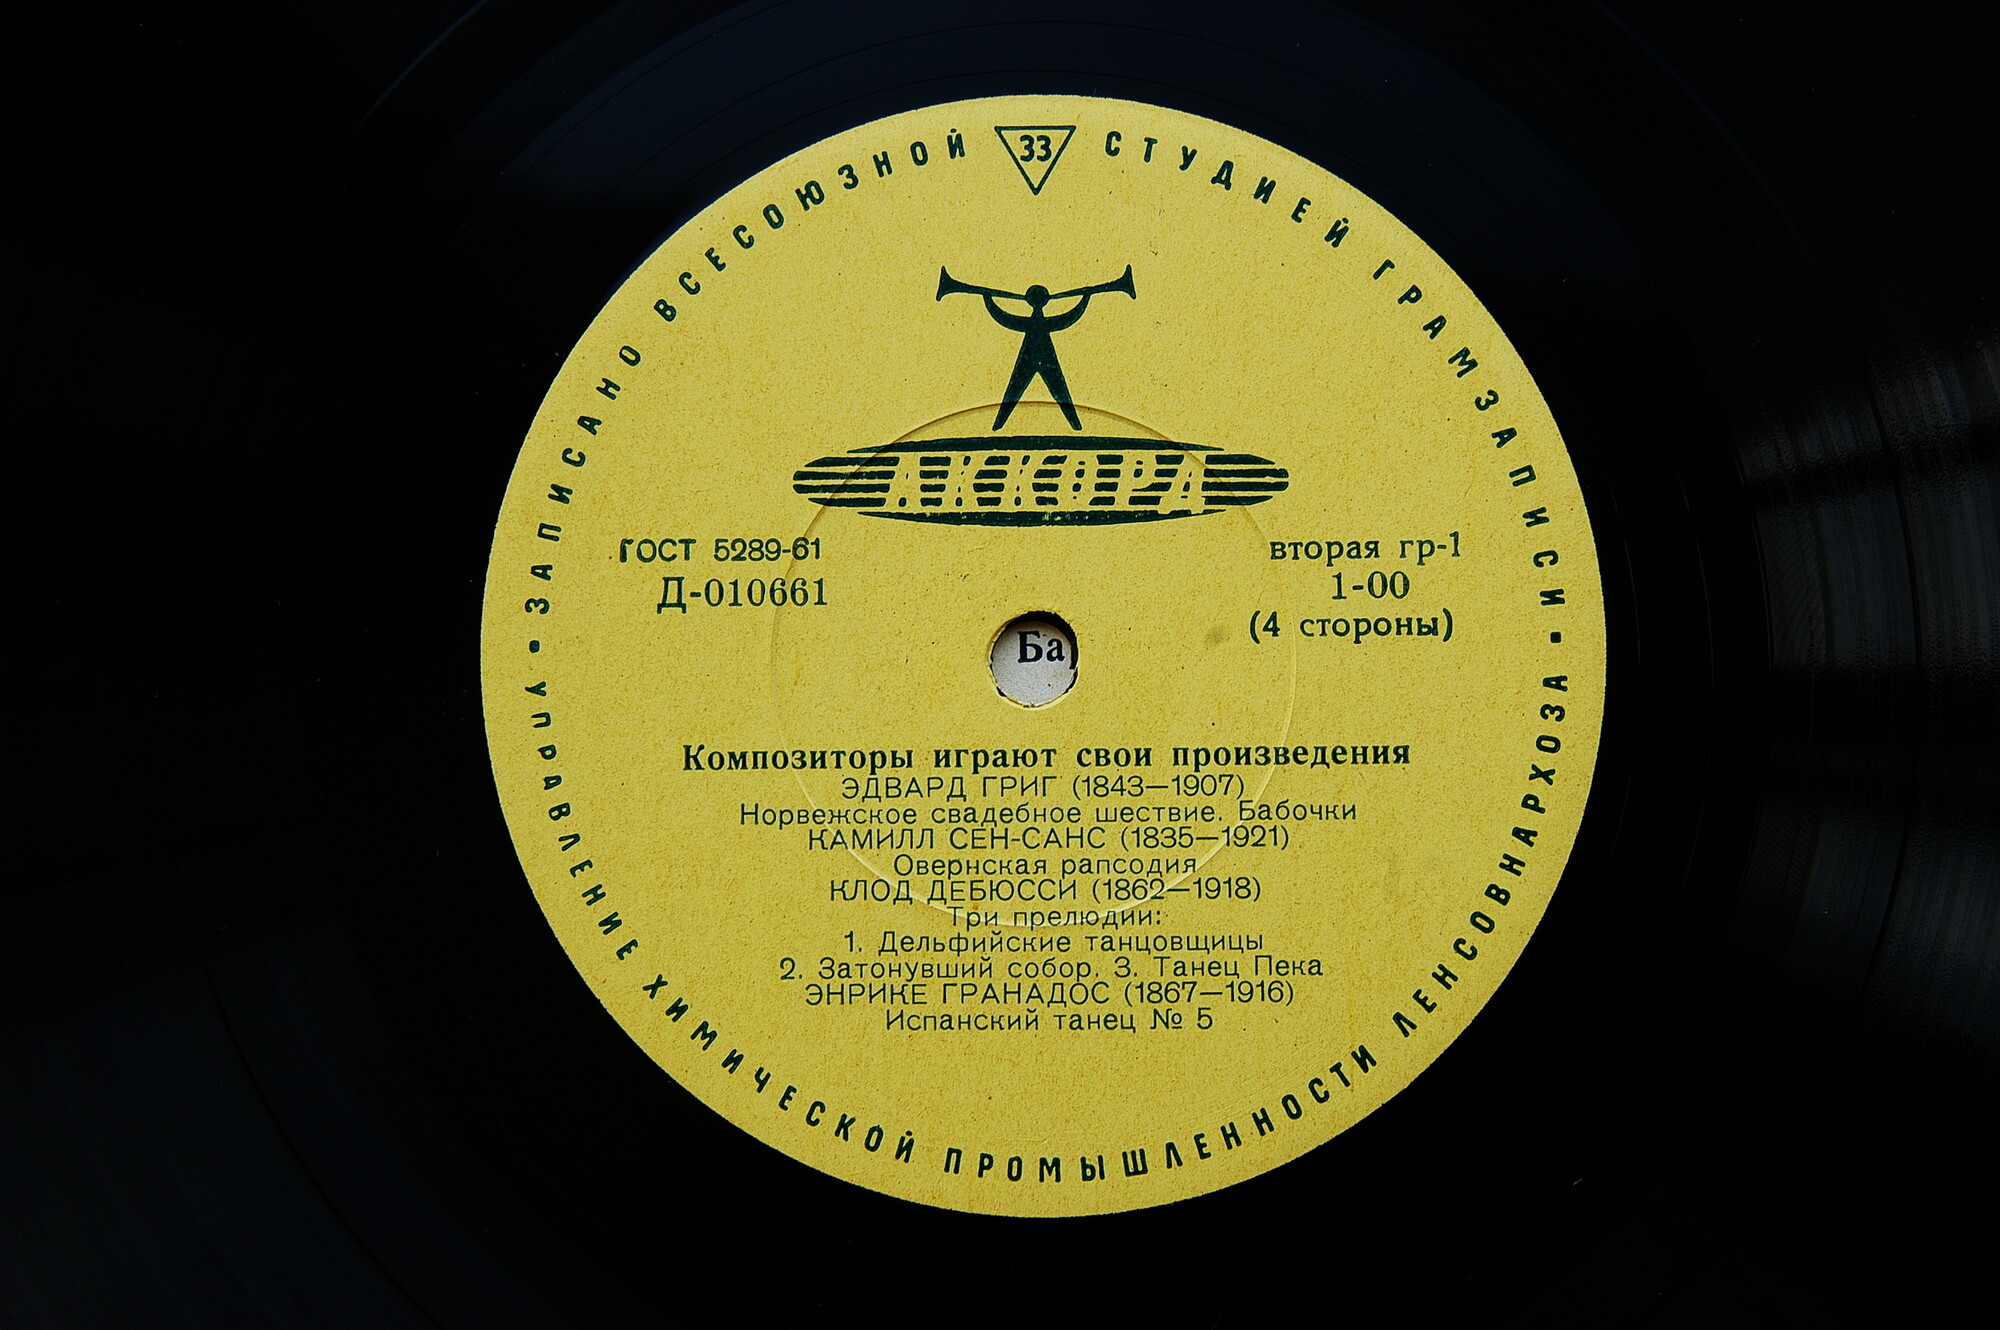 ЗАПИСАНО ВСЕСОЮЗНОЙ СТУДИЕЙ ГРАМЗАПИСИ
33
АККОРД
ГОСТ 5289-61
Д-010661
вторая гр-1
1-00
(4 стороны)
Ба
Композиторы играют свои произведения
ЭДВАРД ГРИГ (1843—1907)
Норвежское свадебное шествие. Бабочки
КАМИЛЛ СЕН-САНС (1835—1921)
Овернская рапсодия
КЛОД ДЕБЮССИ (1862—1918)
Три прелюдии:
1. Дельфийские танцовщицы
2. Затонувший собор. 3. Танец Пека
ЭНРИКЕ ГРАНАДОС (1867—1916)
Испанский танец № 5
УПРАВЛЕНИЕ ХИМИЧЕСКОЙ ПРОМЫШЛЕННОСТИ ЛЕНСОВНАРХОЗА